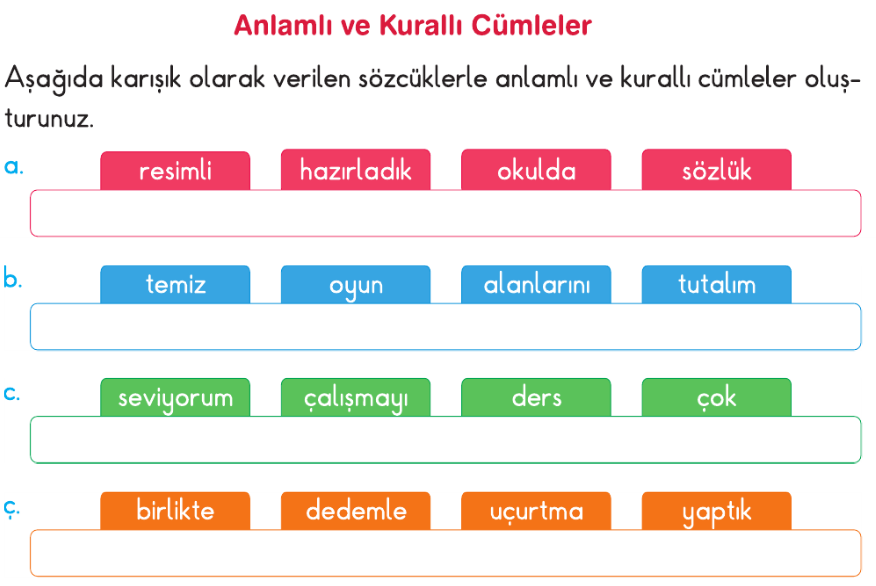 Anlamlı ve Kurallı Cümleler
Aşağıda karışık olarak verilen sözcüklerle anlamlı ve kurallı cümleler oluş-
turunuz.
a. resimli hazırladık okulda sözlük
b. temiz oyun alanlarını tutalım
c. seviyorum çalışmayı ders çok
ç. birlikte dedemle uçurtma yaptık